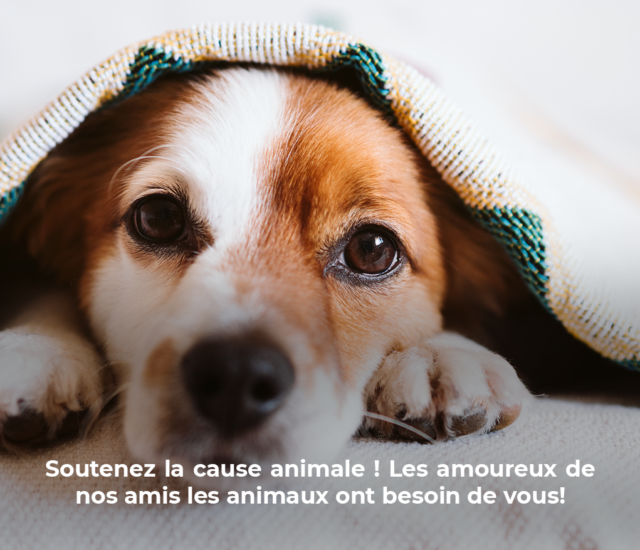 Soutenez la cause animale ! Les amoureux de
nos amis les animaux ont besoin de vous!